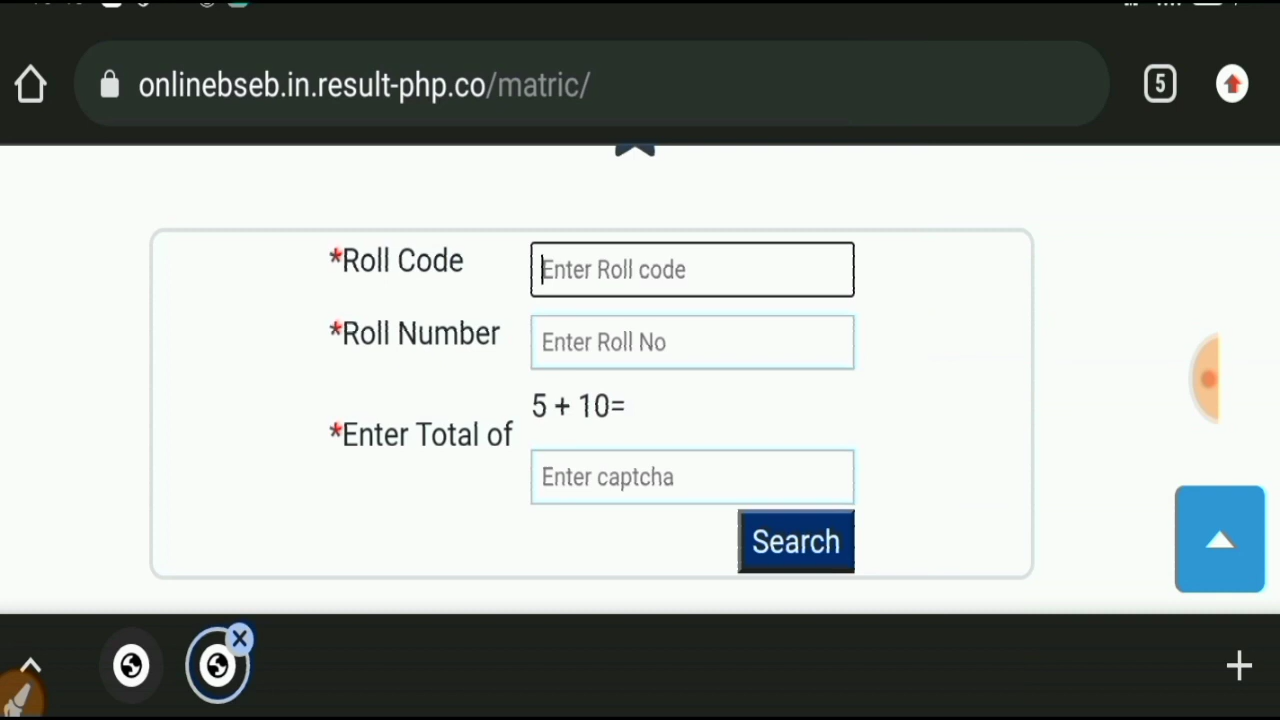 onlinebseb.in.result-php.co/matric/
5
*Roll Code
Enter Roll code
*Roll Number
Enter Roll No
5 + 10=
*Enter Total of
Enter captcha
Search